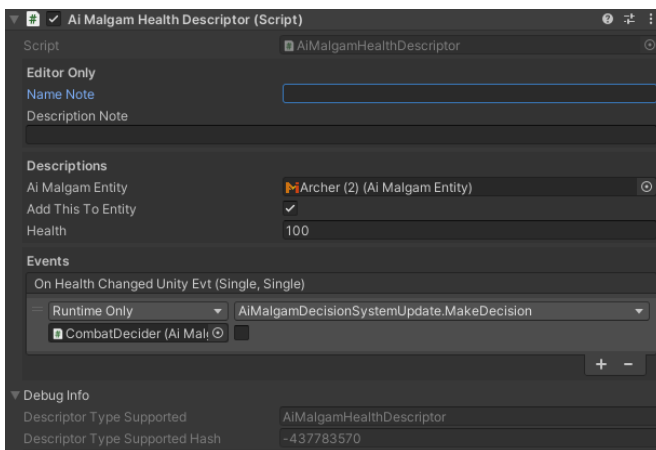 Ai Malgam Health Descriptor (Script)
Script AiMalgamHealthDescriptor
Editor Only
Name Note
Description Note
Descriptions
Ai Malgam Entity Archer (2) (Ai Malgam Entity)
Add This To Entity
Health 100
Events
On Health Changed Unity Evt (Single, Single)
Runtime Only AiMalgamDecisionSystemUpdate.MakeDecision
CombatDecider (Ai Mal
+ −
Debug Info
Descriptor Type Supported AiMalgamHealthDescriptor
Descriptor Type Supported Hash -437783570